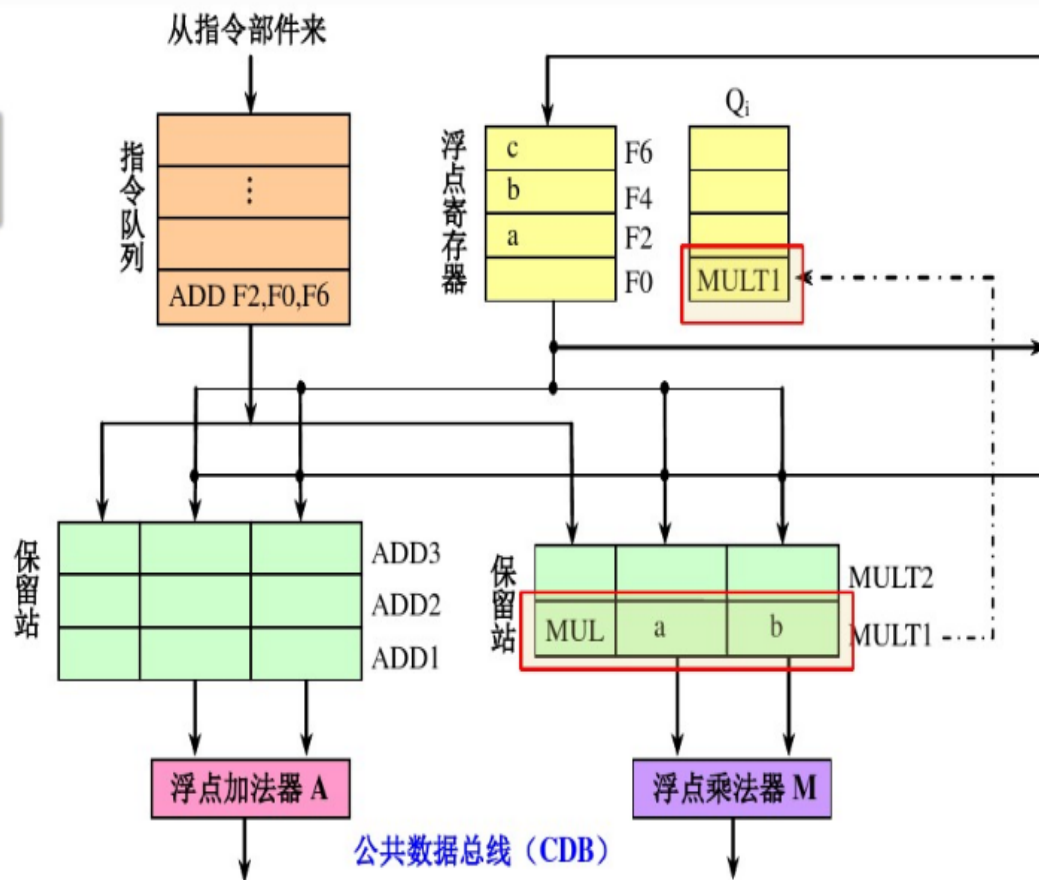 从指令部件来
指令队列
⋮
ADD F2,F0,F6
浮点寄存器
c
F6
b
F4
a
F2
F0
Qi
MULT1
保留站
ADD3
ADD2
ADD1
保留站
MULT2
MUL
a
b
MULT1
浮点加法器 A
浮点乘法器 M
公共数据总线（CDB）